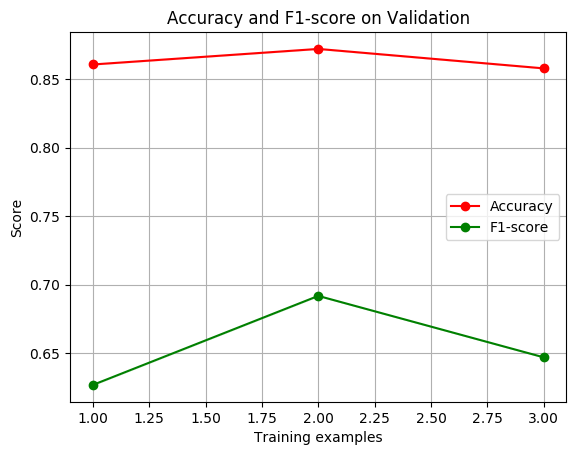 Accuracy and F1-score on Validation
Score
0.85
0.80
0.75
0.70
0.65
Accuracy
F1-score
1.00 1.25 1.50 1.75 2.00 2.25 2.50 2.75 3.00
Training examples